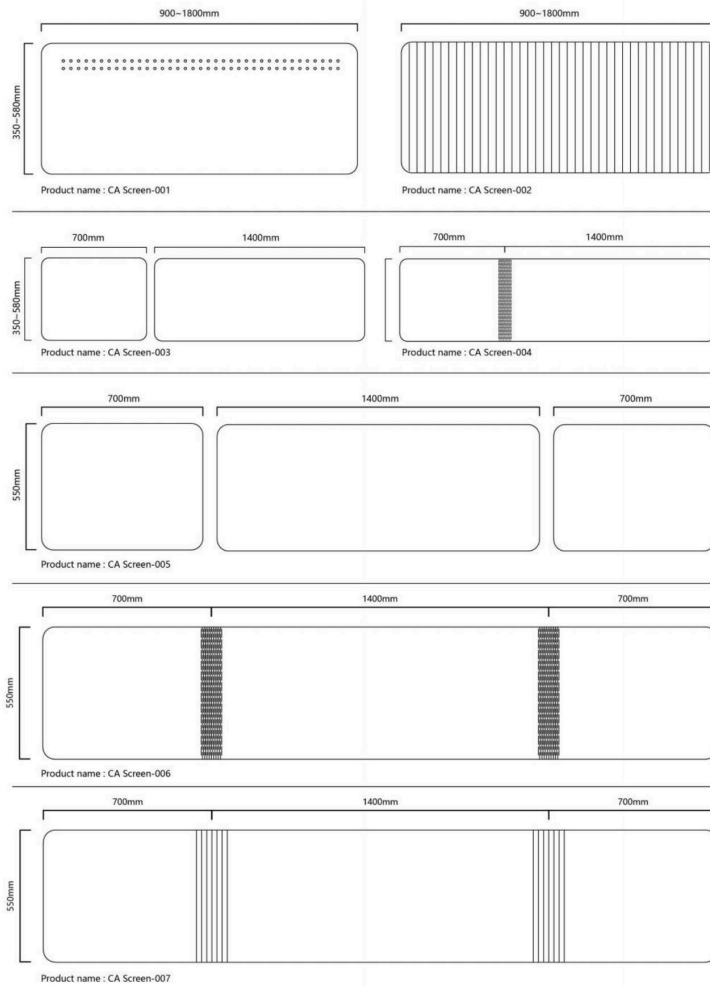 900~1800mm
900~1800mm
350~580mm
Product name : CA Screen-001
Product name : CA Screen-002
700mm
1400mm
700mm
1400mm
350~580mm
Product name : CA Screen-003
Product name : CA Screen-004
700mm
1400mm
700mm
550mm
Product name : CA Screen-005
700mm
1400mm
700mm
550mm
Product name : CA Screen-006
700mm
1400mm
700mm
550mm
Product name : CA Screen-007